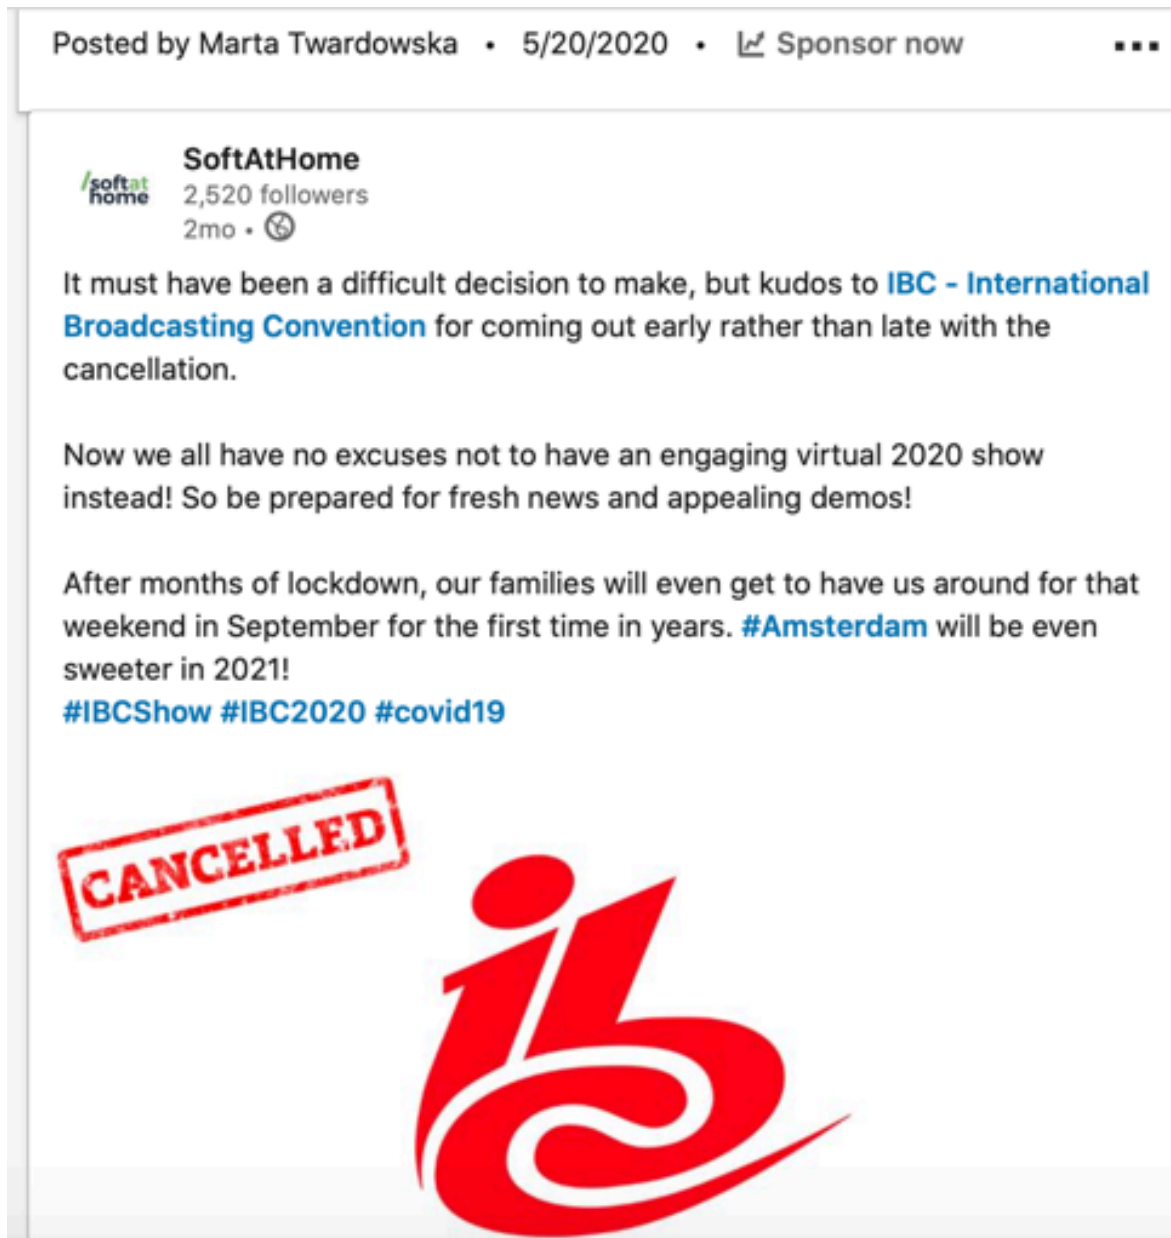 Posted by Marta Twardowska • 5/20/2020 • Sponsor now
SoftAtHome
/softat
home
2,520 followers
2mo •
It must have been a difficult decision to make, but kudos to IBC - International
Broadcasting Convention for coming out early rather than late with the
cancellation.
Now we all have no excuses not to have an engaging virtual 2020 show
instead! So be prepared for fresh news and appealing demos!
After months of lockdown, our families will even get to have us around for that
weekend in September for the first time in years. #Amsterdam will be even
sweeter in 2021!
#IBCShow #IBC2020 #covid19
CANCELLED
ibc